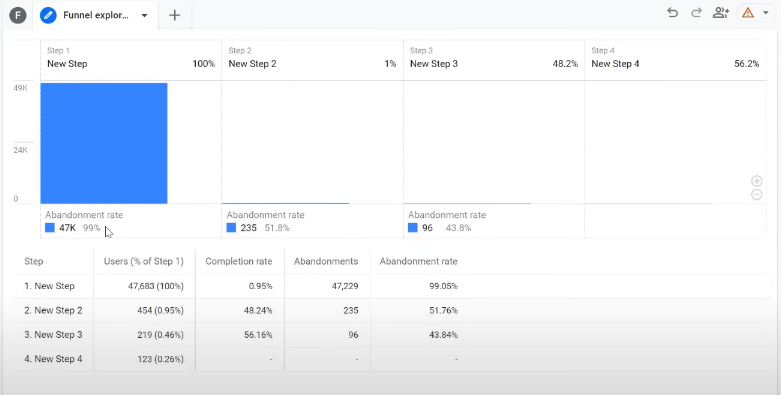 F Funnel explor...
Step 1 Step 2 Step 3 Step 4
New Step 100% New Step 2 1% New Step 3 48.2% New Step 4 56.2%
49K
24K
0
Abandonment rate Abandonment rate Abandonment rate
47K 99% 235 51.8% 96 43.8%
Step Users (% of Step 1) Completion rate Abandonments Abandonment rate
1. New Step 47,683 (100%) 0.95% 47,229 99.05%
2. New Step 2 454 (0.95%) 48.24% 235 51.76%
3. New Step 3 219 (0.46%) 56.16% 96 43.84%
4. New Step 4 123 (0.26%) - - -